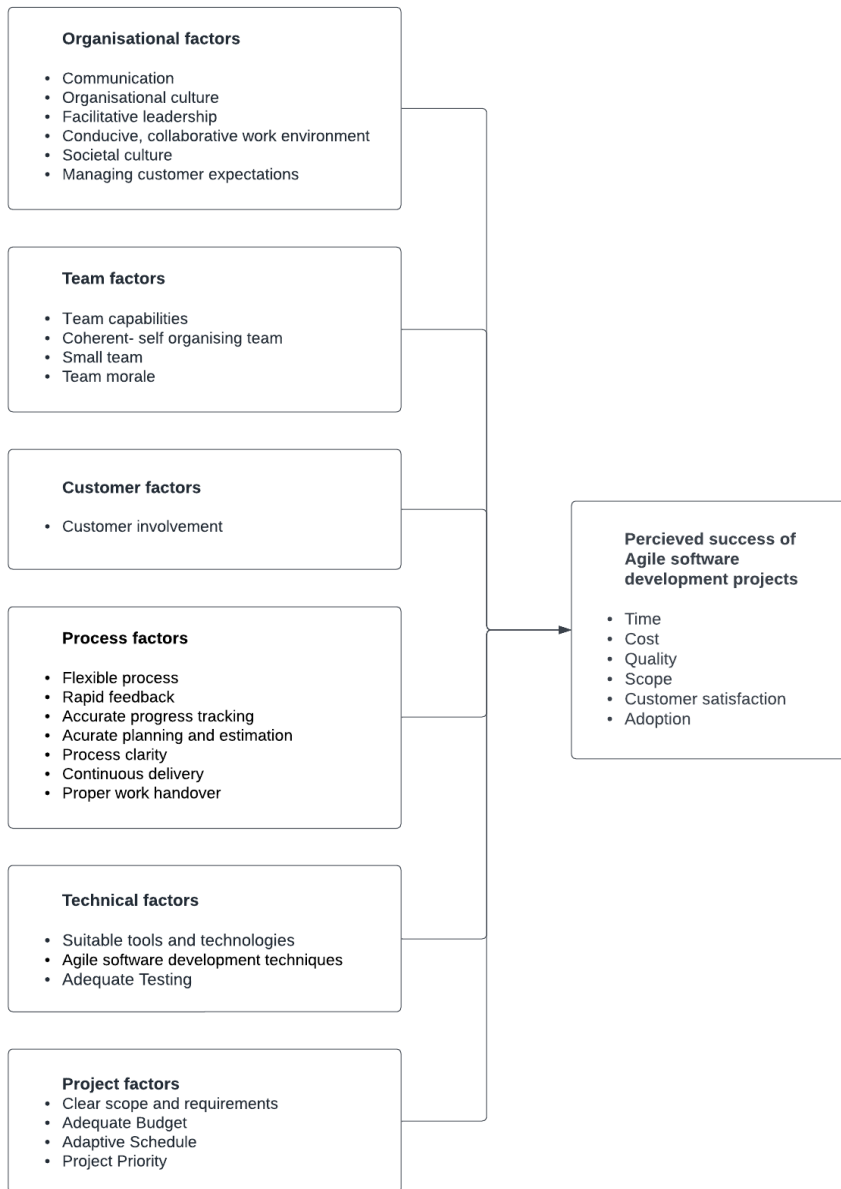 Organisational factors
• Communication
• Organisational culture
• Facilitative leadership
• Conducive, collaborative work environment
• Societal culture
• Managing customer expectations
Team factors
• Team capabilities
• Coherent- self organising team
• Small team
• Team morale
Customer factors
• Customer involvement
Process factors
• Flexible process
• Rapid feedback
• Accurate progress tracking
• Acurate planning and estimation
• Process clarity
• Continuous delivery
• Proper work handover
Technical factors
• Suitable tools and technologies
• Agile software development techniques
• Adequate Testing
Project factors
• Clear scope and requirements
• Adequate Budget
• Adaptive Schedule
• Project Priority
Percieved success of
Agile software
development projects
• Time
• Cost
• Quality
• Scope
• Customer satisfaction
• Adoption